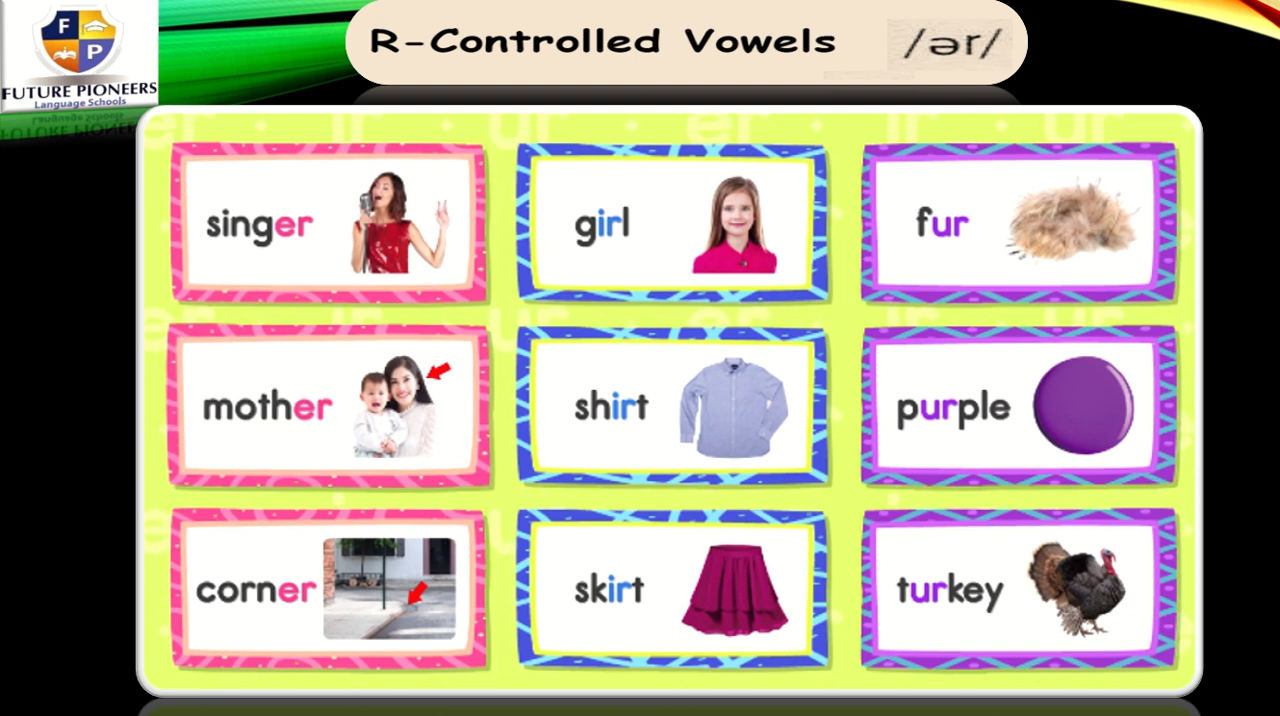 F
P
FUTURE PIONEERS
Language Schools
R-Controlled Vowels /ər/
singer
girl
fur
mother
shirt
purple
corner
skirt
turkey